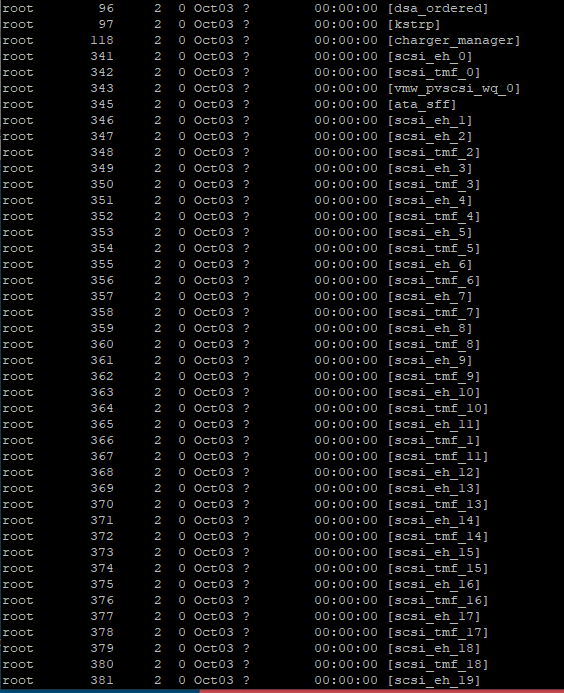 root 96 2 0 Oct03 ? 00:00:00 [dsa_ordered]
root 97 2 0 Oct03 ? 00:00:00 [kstrp]
root 118 2 0 Oct03 ? 00:00:00 [charger_manager]
root 341 2 0 Oct03 ? 00:00:00 [scsi_eh_0]
root 342 2 0 Oct03 ? 00:00:00 [scsi_tmf_0]
root 343 2 0 Oct03 ? 00:00:00 [vmw_pvscsi_wq_0]
root 345 2 0 Oct03 ? 00:00:00 [ata_sff]
root 346 2 0 Oct03 ? 00:00:00 [scsi_eh_1]
root 347 2 0 Oct03 ? 00:00:00 [scsi_eh_2]
root 348 2 0 Oct03 ? 00:00:00 [scsi_tmf_2]
root 349 2 0 Oct03 ? 00:00:00 [scsi_eh_3]
root 350 2 0 Oct03 ? 00:00:00 [scsi_tmf_3]
root 351 2 0 Oct03 ? 00:00:00 [scsi_eh_4]
root 352 2 0 Oct03 ? 00:00:00 [scsi_tmf_4]
root 353 2 0 Oct03 ? 00:00:00 [scsi_eh_5]
root 354 2 0 Oct03 ? 00:00:00 [scsi_tmf_5]
root 355 2 0 Oct03 ? 00:00:00 [scsi_eh_6]
root 356 2 0 Oct03 ? 00:00:00 [scsi_tmf_6]
root 357 2 0 Oct03 ? 00:00:00 [scsi_eh_7]
root 358 2 0 Oct03 ? 00:00:00 [scsi_tmf_7]
root 359 2 0 Oct03 ? 00:00:00 [scsi_eh_8]
root 360 2 0 Oct03 ? 00:00:00 [scsi_tmf_8]
root 361 2 0 Oct03 ? 00:00:00 [scsi_eh_9]
root 362 2 0 Oct03 ? 00:00:00 [scsi_tmf_9]
root 363 2 0 Oct03 ? 00:00:00 [scsi_eh_10]
root 364 2 0 Oct03 ? 00:00:00 [scsi_tmf_10]
root 365 2 0 Oct03 ? 00:00:00 [scsi_eh_11]
root 366 2 0 Oct03 ? 00:00:00 [scsi_tmf_1]
root 367 2 0 Oct03 ? 00:00:00 [scsi_tmf_11]
root 368 2 0 Oct03 ? 00:00:00 [scsi_eh_12]
root 369 2 0 Oct03 ? 00:00:00 [scsi_eh_13]
root 370 2 0 Oct03 ? 00:00:00 [scsi_tmf_13]
root 371 2 0 Oct03 ? 00:00:00 [scsi_eh_14]
root 372 2 0 Oct03 ? 00:00:00 [scsi_tmf_14]
root 373 2 0 Oct03 ? 00:00:00 [scsi_eh_15]
root 374 2 0 Oct03 ? 00:00:00 [scsi_tmf_15]
root 375 2 0 Oct03 ? 00:00:00 [scsi_eh_16]
root 376 2 0 Oct03 ? 00:00:00 [scsi_tmf_16]
root 377 2 0 Oct03 ? 00:00:00 [scsi_eh_17]
root 378 2 0 Oct03 ? 00:00:00 [scsi_tmf_17]
root 379 2 0 Oct03 ? 00:00:00 [scsi_eh_18]
root 380 2 0 Oct03 ? 00:00:00 [scsi_tmf_18]
root 381 2 0 Oct03 ? 00:00:00 [scsi_eh_19]